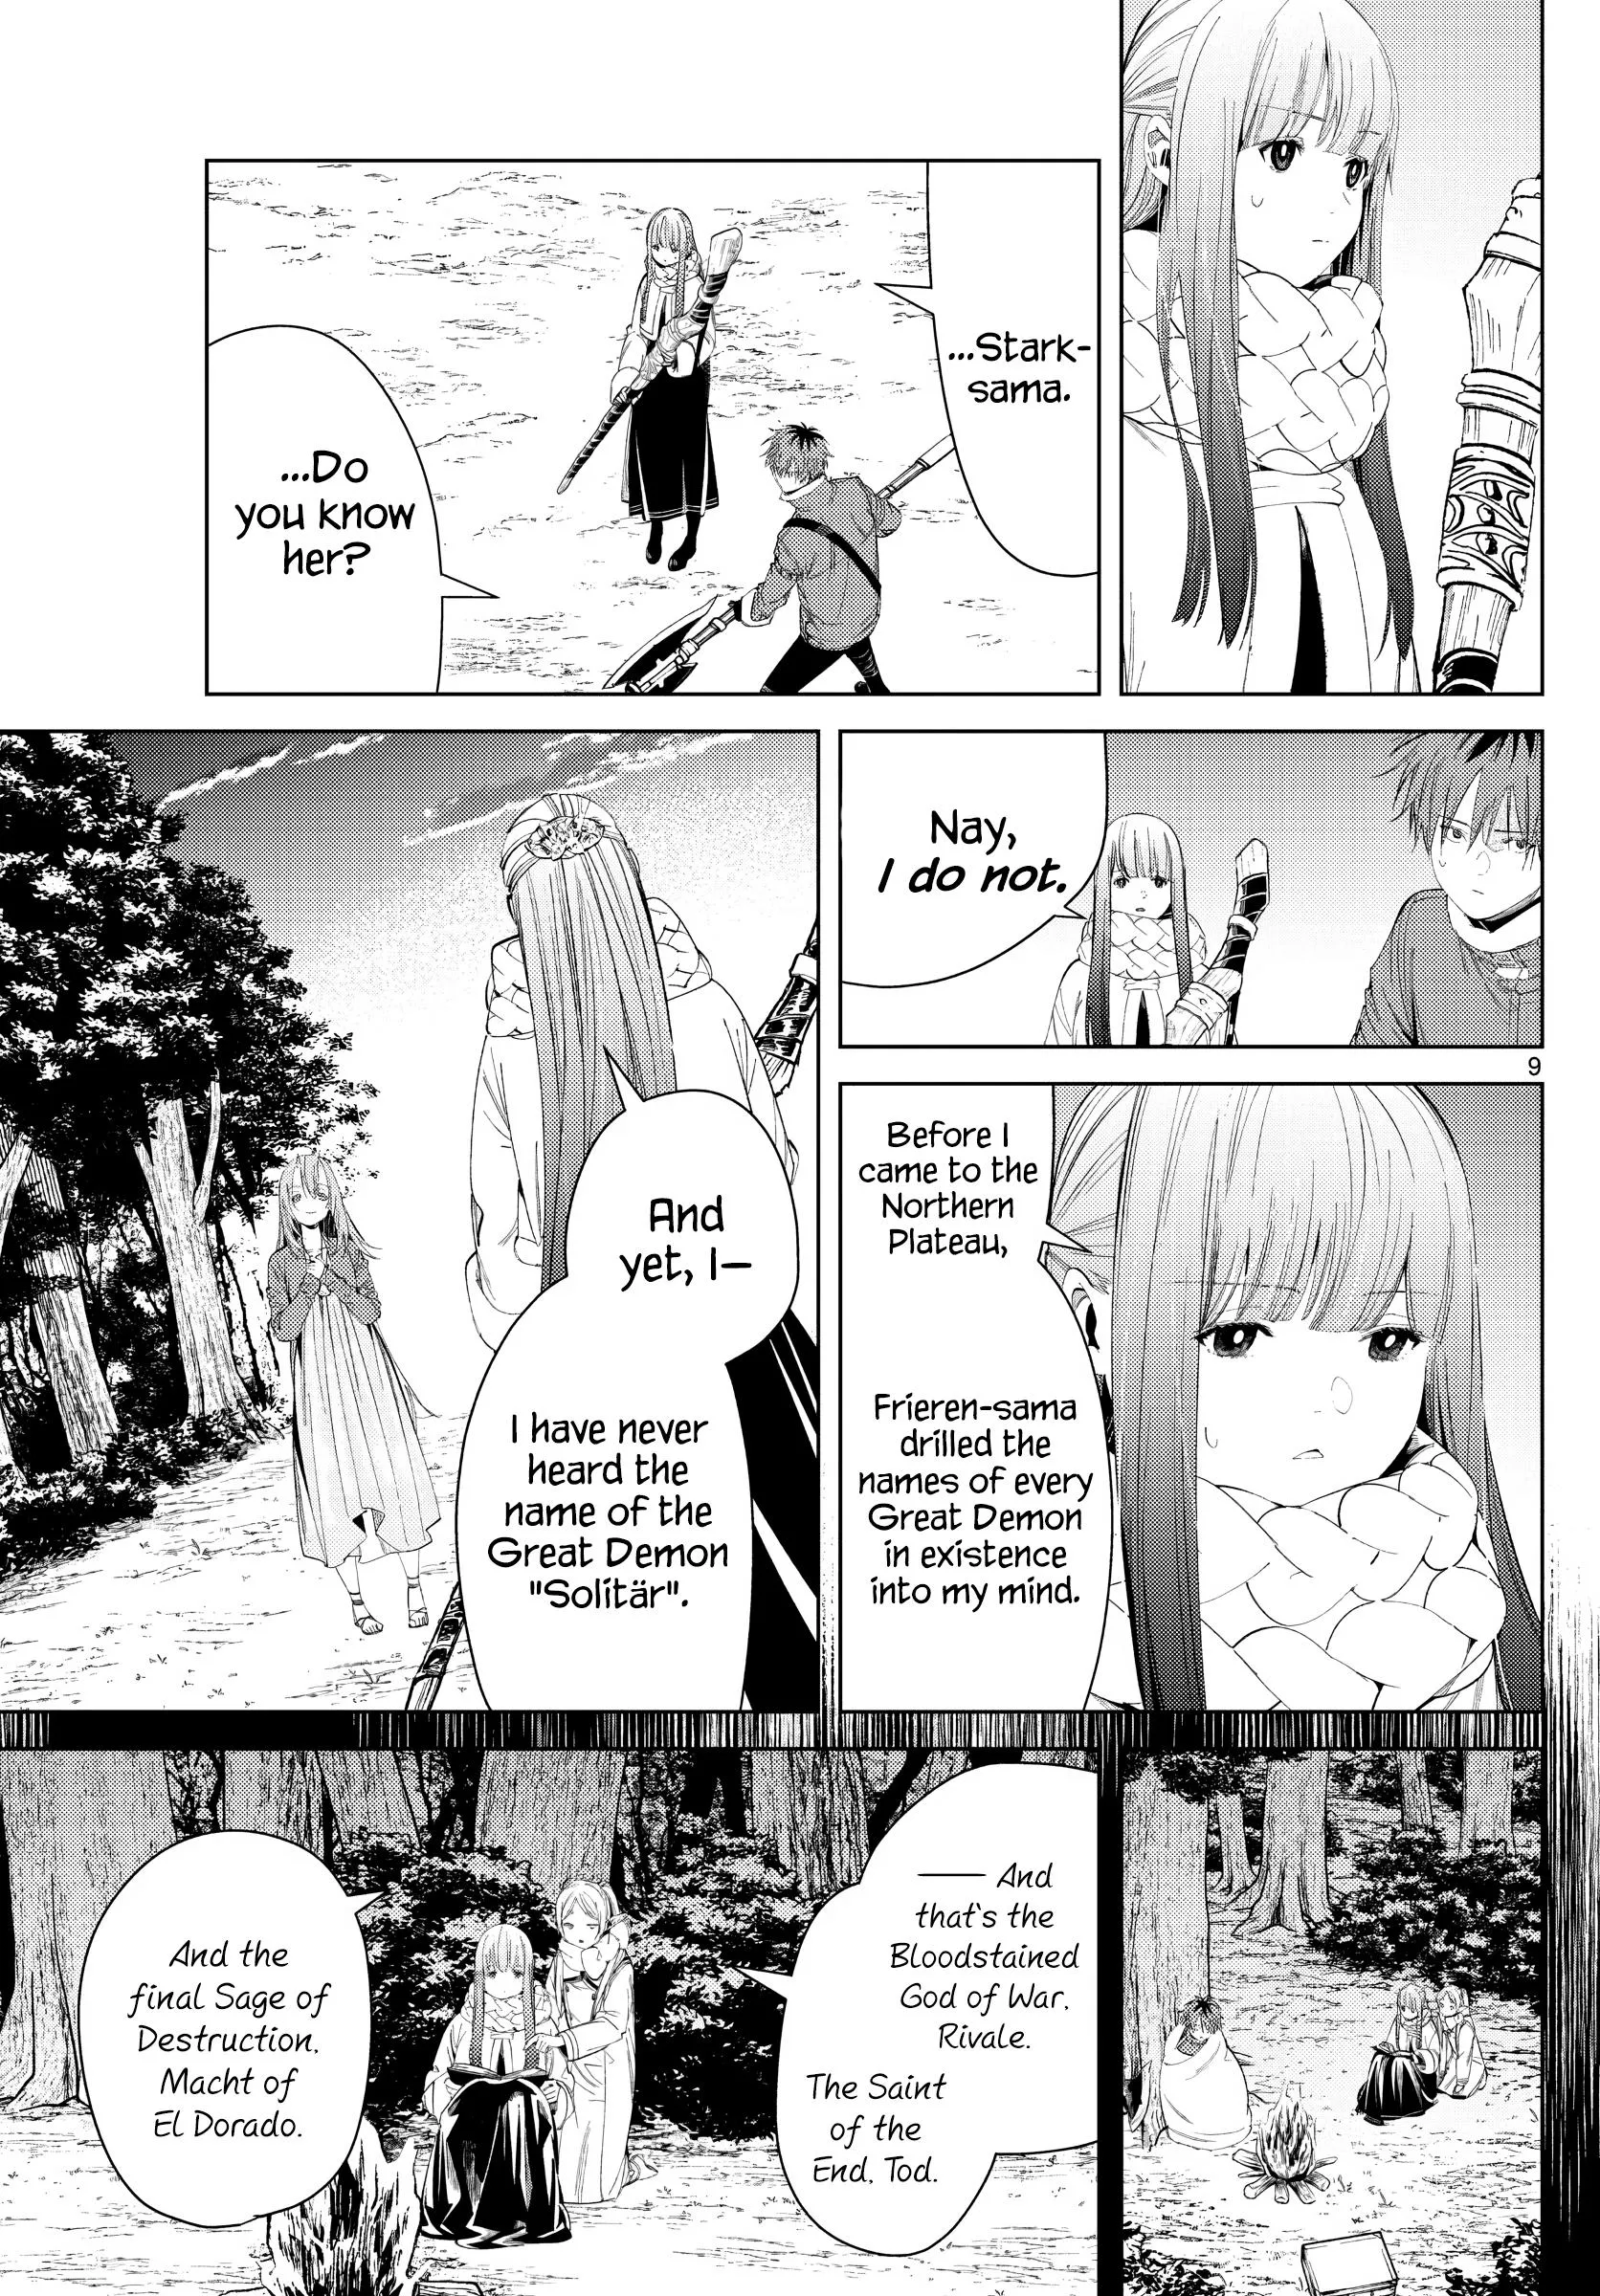 ...Stark-
sama.
...Do
you know
her?
Nay,
I do not.
9
Before I
came to the
Northern
Plateau,
Frieren-sama
drilled the
names of every
Great Demon
in existence
into my mind.
And
yet, I—
I have never
heard the
name of the
Great Demon
"Solitär".
—— And
that's the
Bloodstained
God of War,
Rivale.
The Saint
of the
End, Tod.
And the
final Sage of
Destruction,
Macht of
El Dorado.